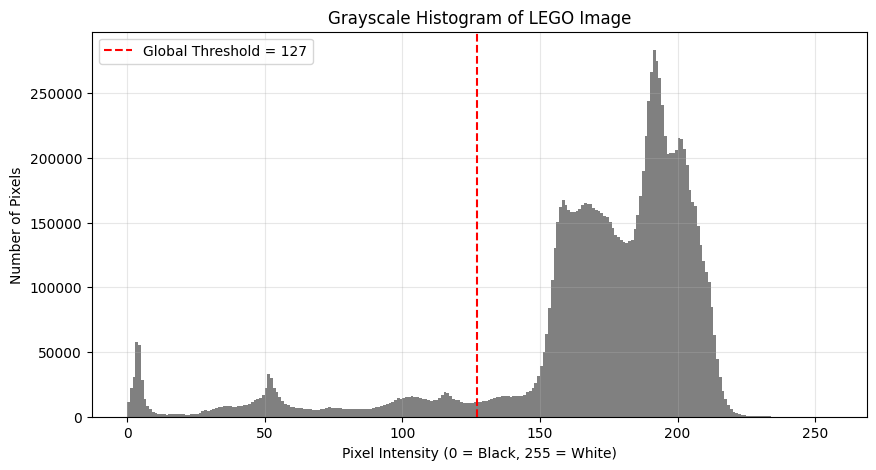 Grayscale Histogram of LEGO Image
Global Threshold = 127
Number of Pixels
250000
200000
150000
100000
50000
0
0 50 100 150 200 250
Pixel Intensity (0 = Black, 255 = White)